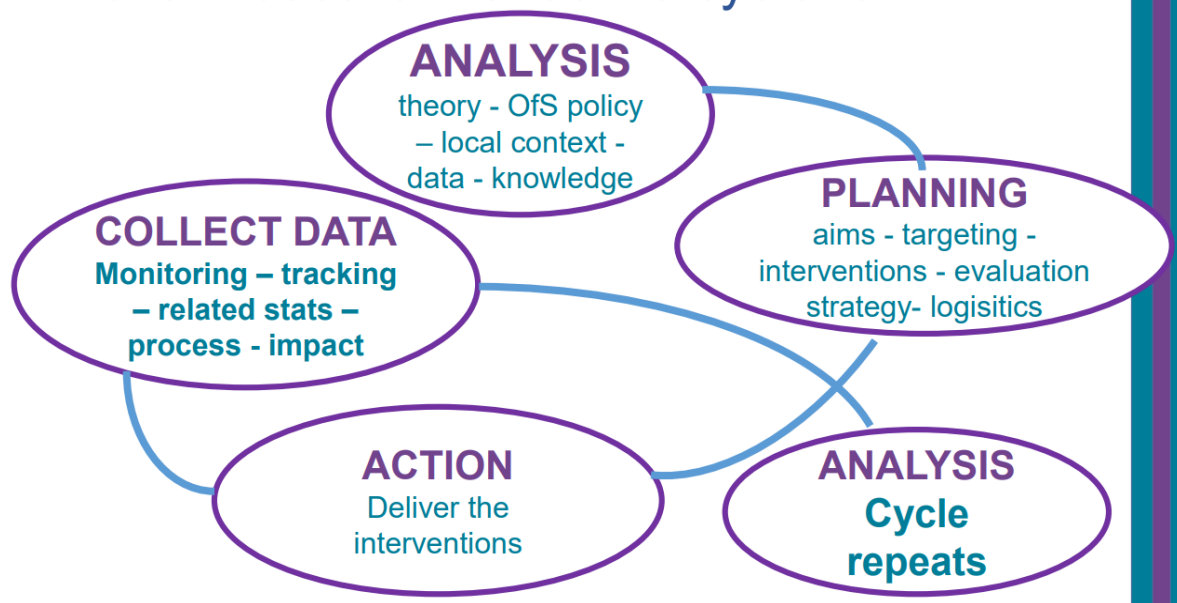 ANALYSIS
theory - OfS policy
– local context -
data - knowledge
PLANNING
aims - targeting -
interventions - evaluation
strategy- logisitics
COLLECT DATA
Monitoring – tracking
– related stats –
process - impact
ACTION
Deliver the
interventions
ANALYSIS
Cycle
repeats